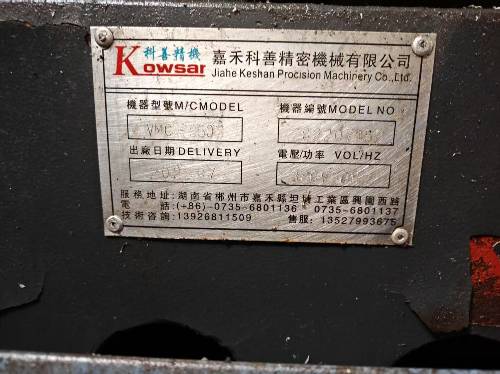 科善精機
Kowsar
嘉禾科善精密機械有限公司
Jiahe Keshan Procision Machinery Co.,Ltd.
機器型號M/CMODEL
機器編號MODEL NO
VMC
出廠日期DELIVERY
電壓/功率 VOL/HZ
服務地址:湖南省郴州市嘉禾縣坦塘工業區興園西路
電 話:(+86)-0735-6801136 0735-6801137
技術咨詢:13926811509 售服:13527993675